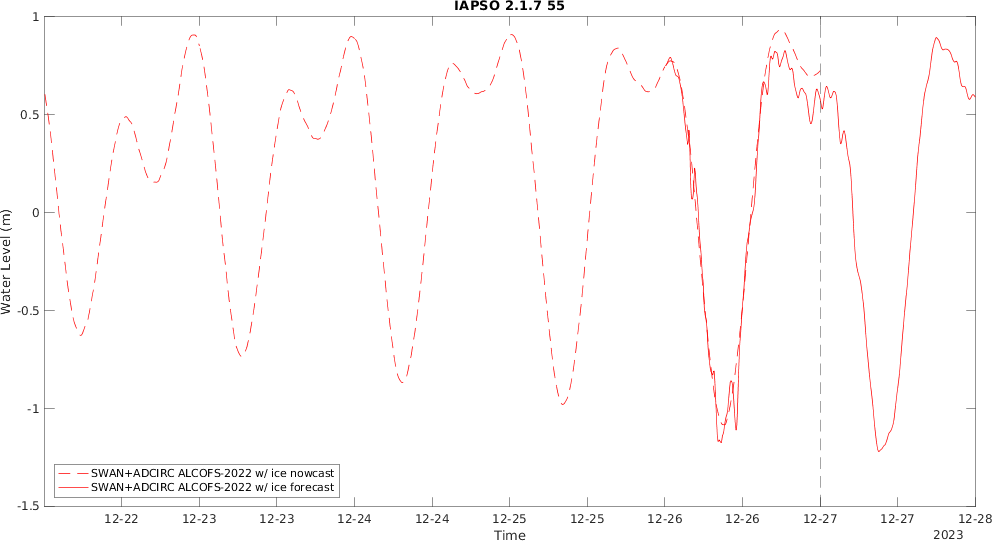 IAPSO 2.1.7 55
1
0.5
0
-0.5
-1
-1.5
Water Level (m)
SWAN+ADCIRC ALCOFS-2022 w/ ice nowcast
SWAN+ADCIRC ALCOFS-2022 w/ ice forecast
12-22 12-23 12-23 12-24 12-24 12-25 12-25 12-26 12-26 12-27 12-27 12-28
Time
2023